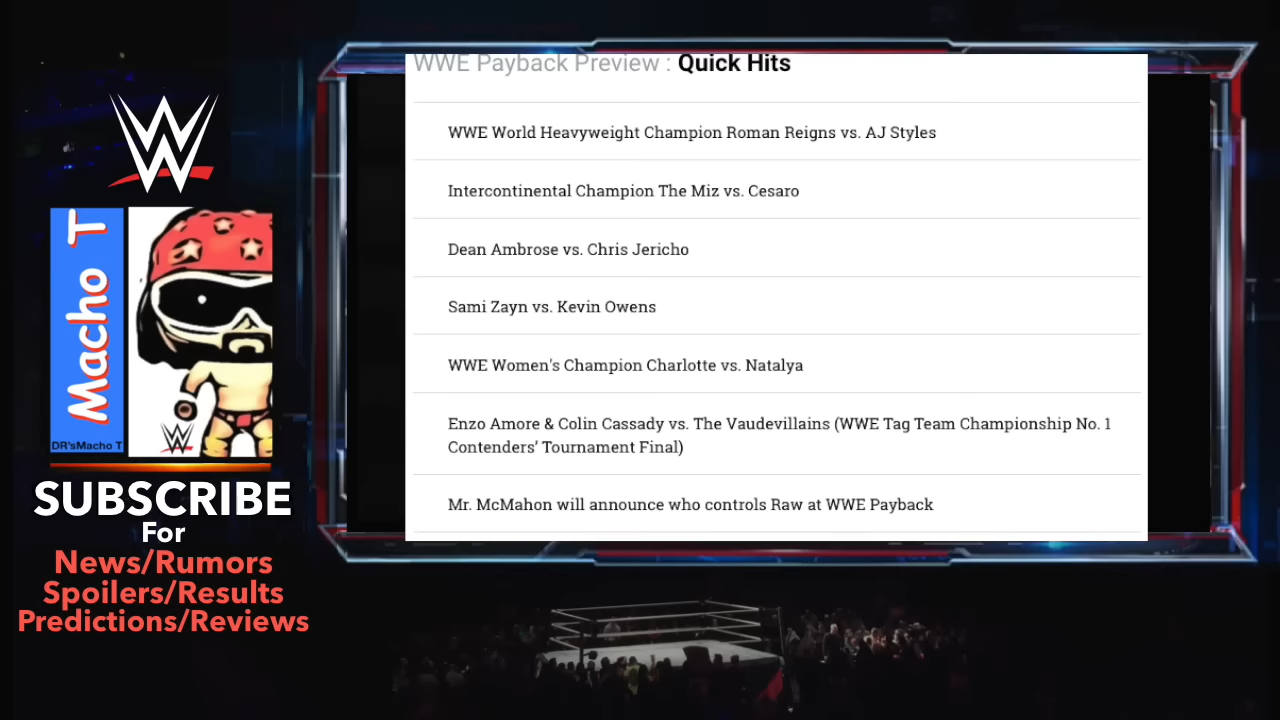 WWE Payback Preview : Quick Hits
WWE World Heavyweight Champion Roman Reigns vs. AJ Styles
Intercontinental Champion The Miz vs. Cesaro
Dean Ambrose vs. Chris Jericho
Sami Zayn vs. Kevin Owens
WWE Women's Champion Charlotte vs. Natalya
Enzo Amore & Colin Cassady vs. The Vaudevillains (WWE Tag Team Championship No. 1
Contenders’ Tournament Final)
Mr. McMahon will announce who controls Raw at WWE Payback
Macho T
DR'sMacho T
SUBSCRIBE
For
News/Rumors
Spoilers/Results
Predictions/Reviews